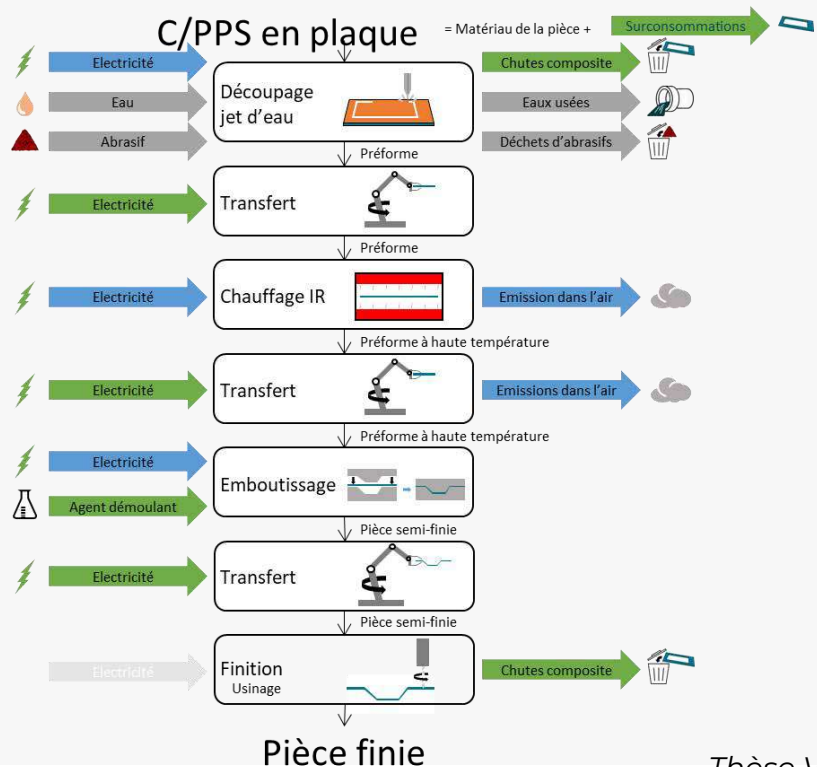 C/PPS en plaque
= Matériau de la pièce +
Surconsommations
Electricité
Découpage
jet d'eau
Chutes composite
Eau
Eaux usées
Abrasif
Déchets d'abrasifs
Préforme
Electricité
Transfert
Préforme
Electricité
Chauffage IR
Emission dans l'air
Préforme à haute température
Electricité
Transfert
Emissions dans l'air
Préforme à haute température
Electricité
Emboutissage
Agent démoulant
Pièce semi-finie
Electricité
Transfert
Pièce semi-finie
Electricité
Finition
Usinage
Chutes composite
Pièce finie
Thèse